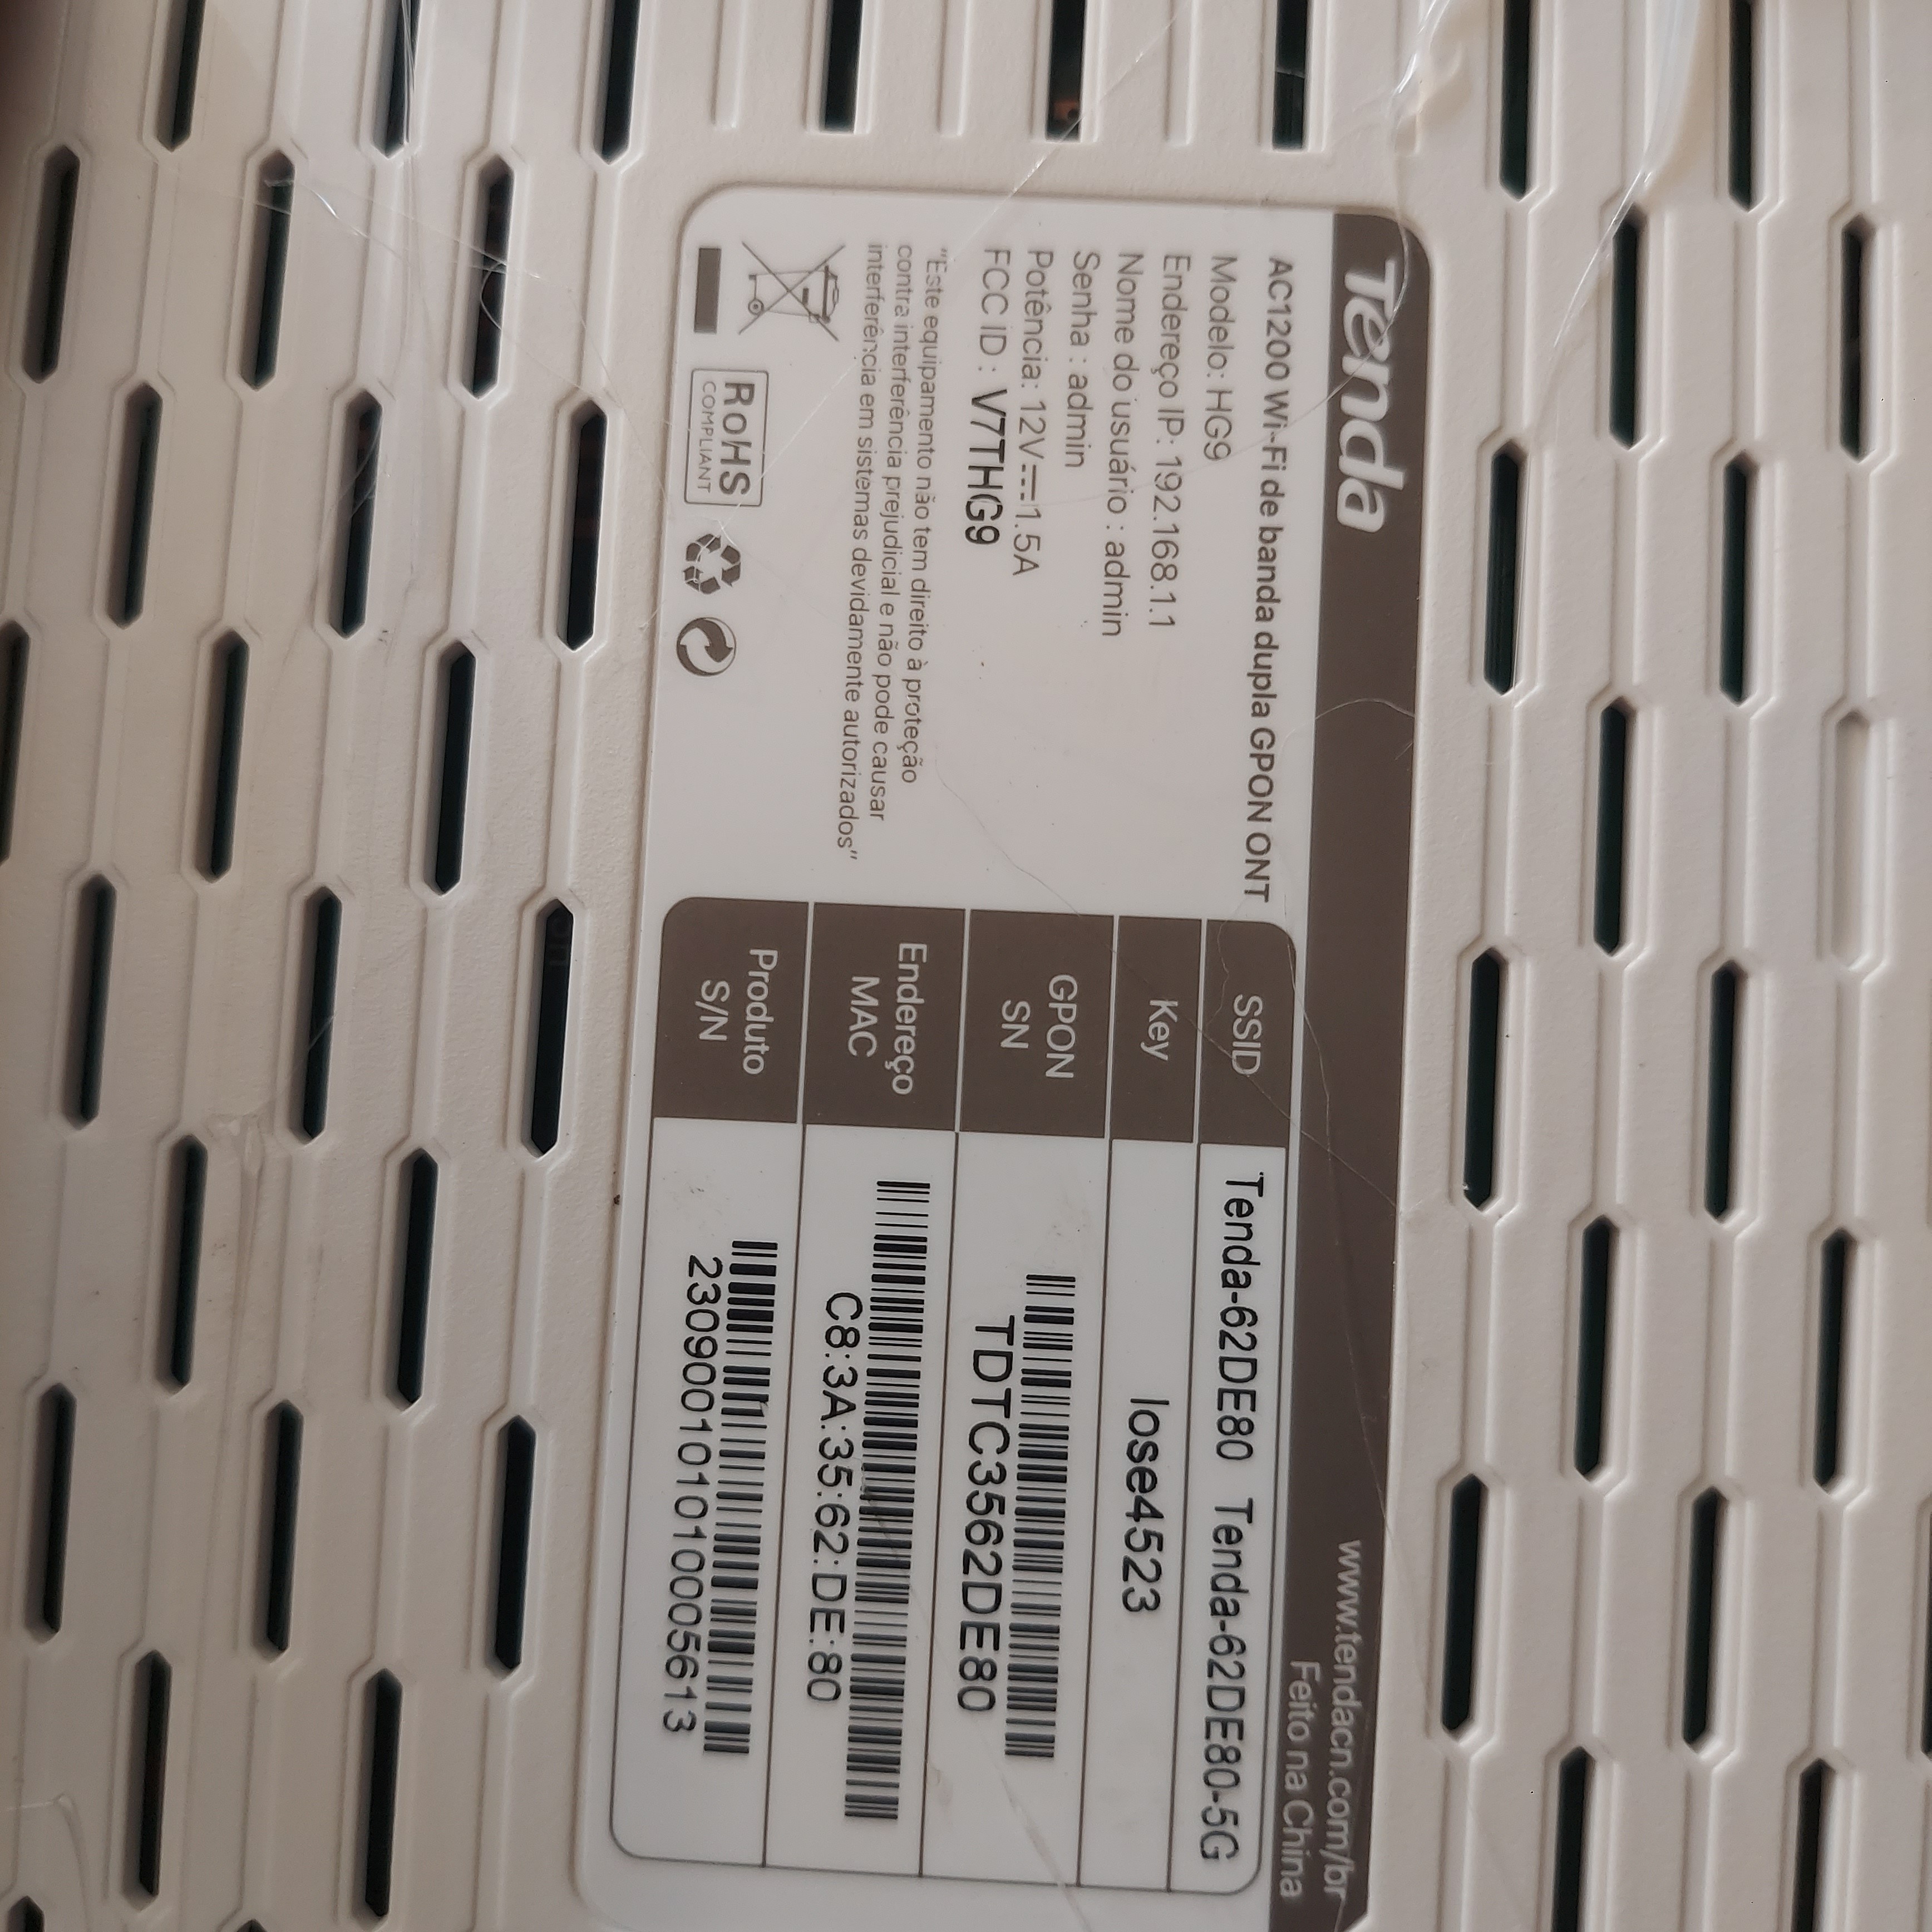 Tenda
www.tendacn.com/br
Feito na China
AC1200 Wi-Fi de banda dupla GPON ONT
Modelo: HG9
Endereço IP: 192.168.1.1
Nome do usuário : admin
Senha : admin
Potência: 12V⎓1.5A
FCC ID : V7THG9
"Este equipamento não tem direito à proteção
contra interferência prejudicial e não pode causar
interferência em sistemas devidamente autorizados"
RoHS
COMPLIANT
SSID Tenda-62DE80 Tenda-62DE80-5G
Key lose4523
GPON
SN
TDTC3562DE80
Endereço
MAC
C8:3A:35:62:DE:80
Produto
S/N
230900101010005613